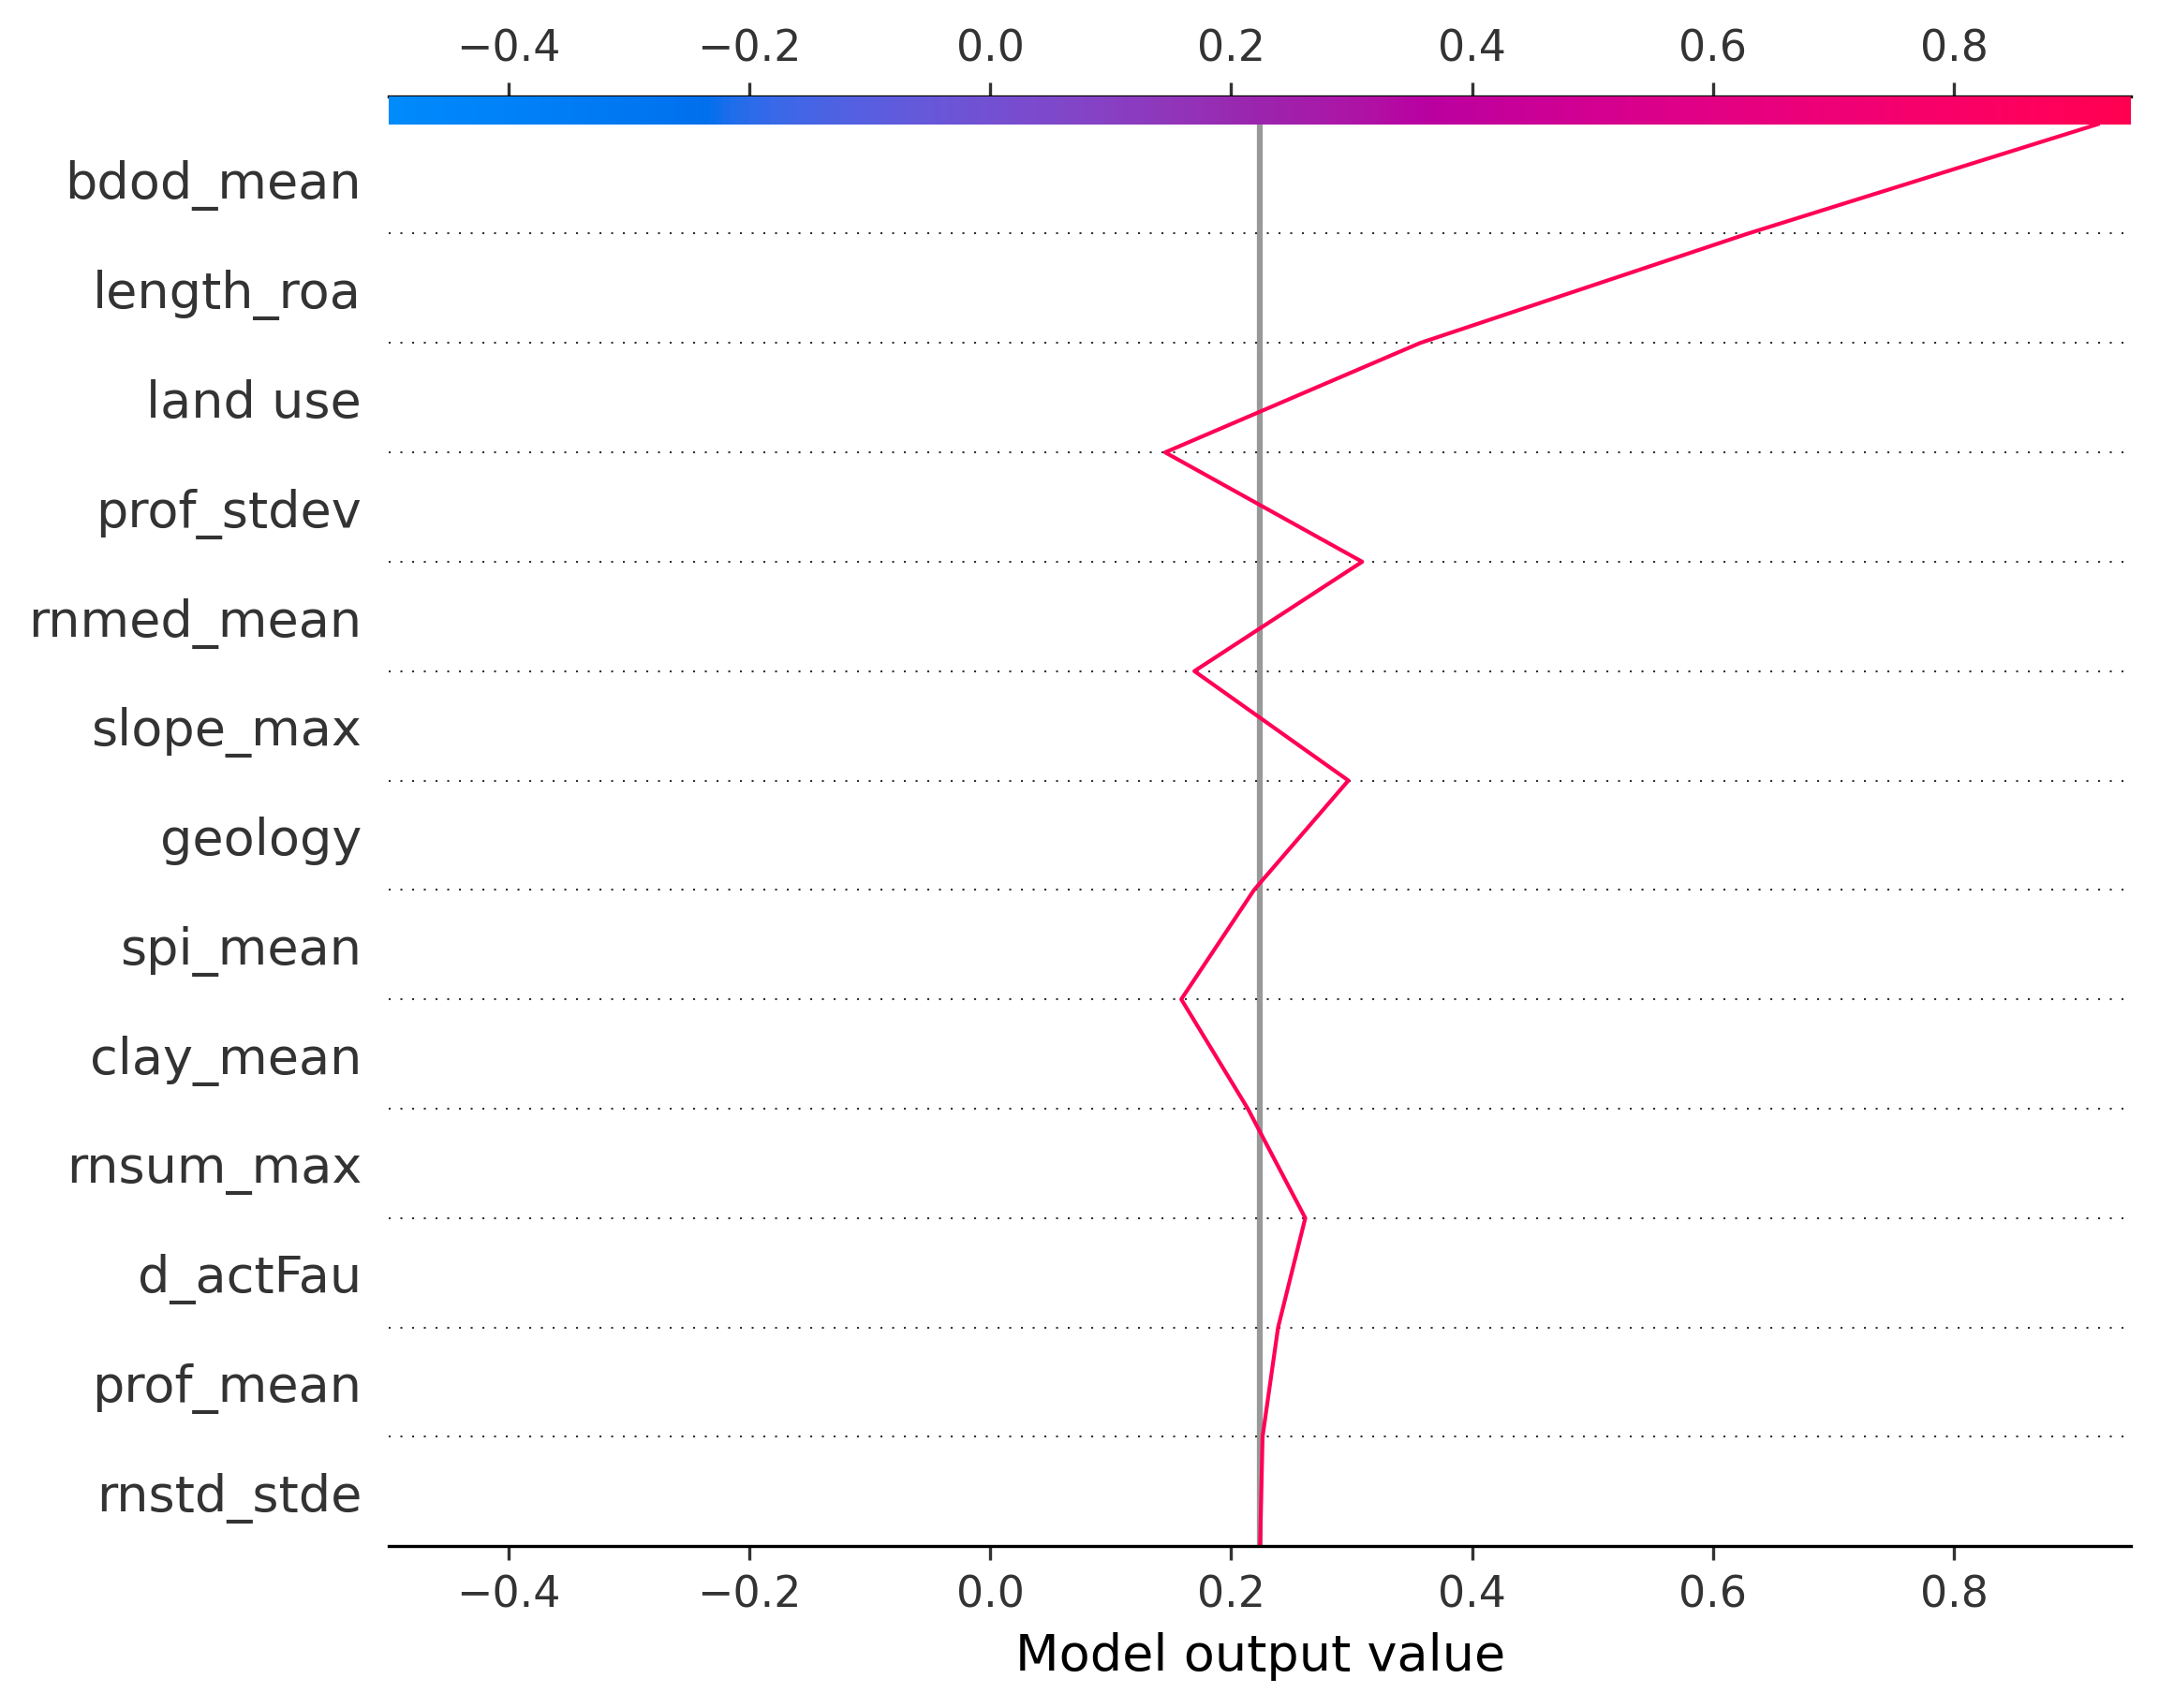 −0.4 −0.2 0.0 0.2 0.4 0.6 0.8
bdod_mean
length_roa
land use
prof_stdev
rnmed_mean
slope_max
geology
spi_mean
clay_mean
rnsum_max
d_actFau
prof_mean
rnstd_stde
−0.4 −0.2 0.0 0.2 0.4 0.6 0.8
Model output value